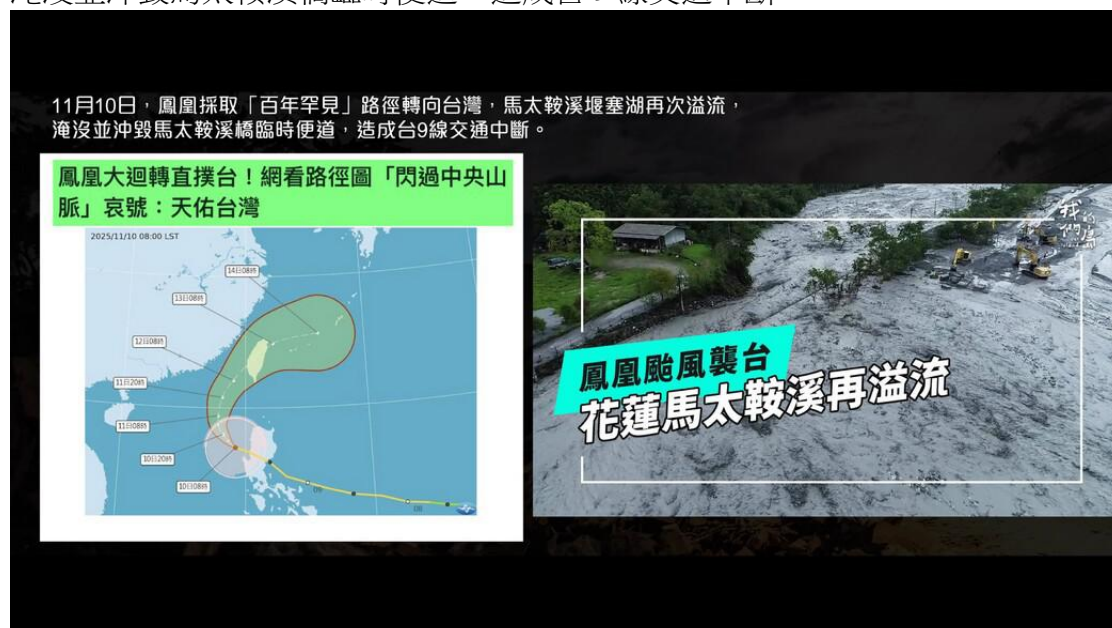 11月10日，鳳凰採取「百年罕見」路徑轉向台灣，馬太鞍溪堰塞湖再次溢流，
淹沒並沖毀馬太鞍溪橋臨時便道，造成台9線交通中斷。
鳳凰大迴轉直撲台！網看路徑圖「閃過中央山
脈」哀號：天佑台灣
2025/11/10 08:00 LST
14日08時
13日08時
12日08時
11日20時
11日08時
10日20時
10日08時
09
08
我們的島
鳳凰颱風襲台
花蓮馬太鞍溪再溢流